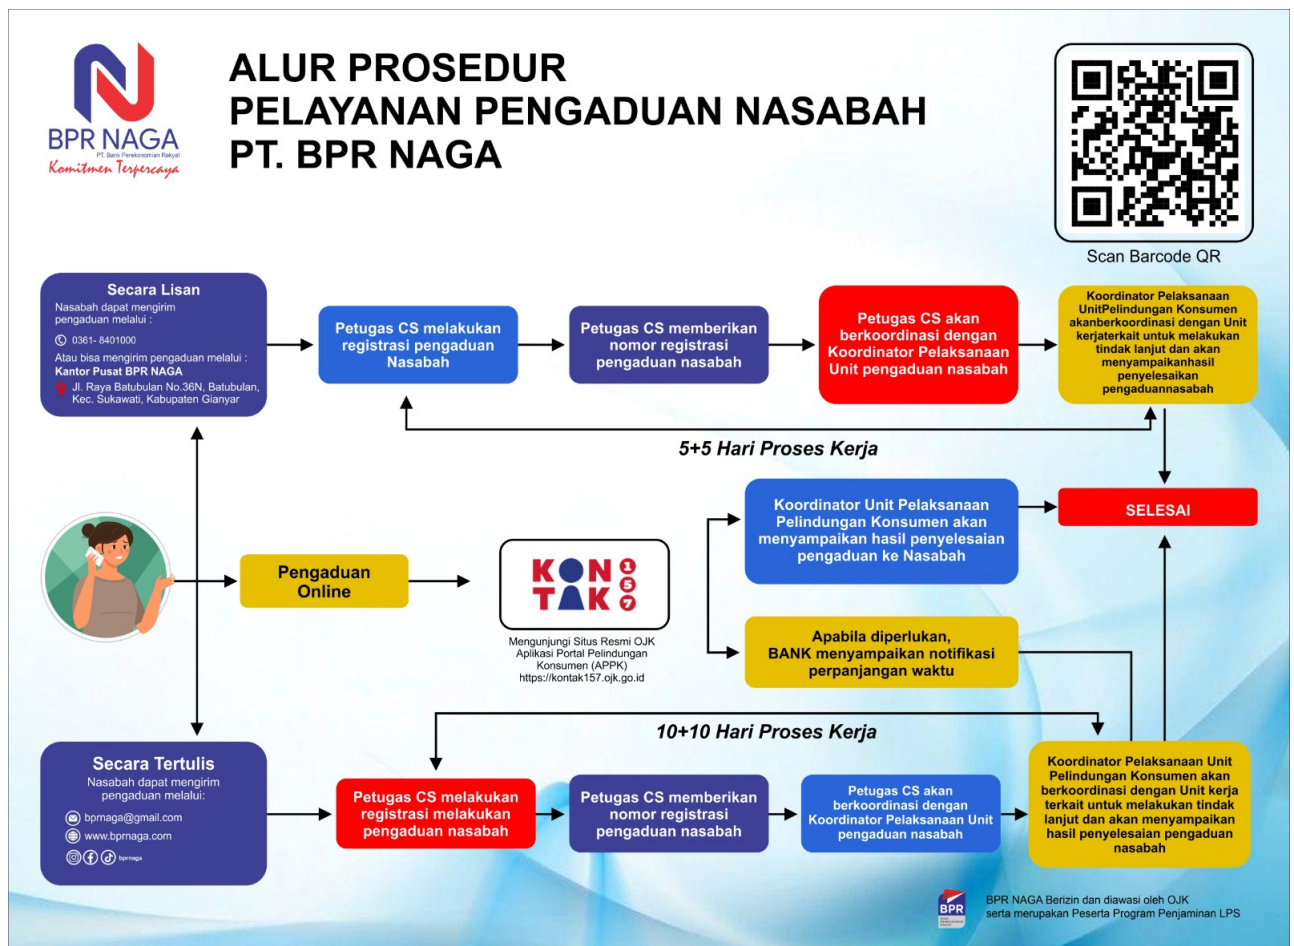 BPR NAGA
PT. Bank Perekonomian Rakyat
Komitmen Terpercaya
ALUR PROSEDUR
PELAYANAN PENGADUAN NASABAH
PT. BPR NAGA
Scan Barcode QR
Secara Lisan
Nasabah dapat mengirim
pengaduan melalui :
0361- 8401000
Atau bisa mengirim pengaduan melalui :
Kantor Pusat BPR NAGA
Jl. Raya Batubulan No.36N, Batubulan,
Kec. Sukawati, Kabupaten Gianyar
Petugas CS melakukan
registrasi pengaduan
Nasabah
Petugas CS memberikan
nomor registrasi
pengaduan nasabah
Petugas CS akan
berkoordinasi dengan
Koordinator Pelaksanaan
Unit pengaduan nasabah
Koordinator Pelaksanaan
UnitPelindungan Konsumen
akanberkoordinasi dengan Unit
kerjaterkait untuk melakukan
tindak lanjut dan akan
menyampaikanhasil
penyelesaikan
pengaduannasabah
5+5 Hari Proses Kerja
Koordinator Unit Pelaksanaan
Pelindungan Konsumen akan
menyampaikan hasil penyelesaian
pengaduan ke Nasabah
SELESAI
Pengaduan
Online
KONTAK 157
Mengunjungi Situs Resmi OJK
Aplikasi Portal Pelindungan
Konsumen (APPK)
https://kontak157.ojk.go.id
Apabila diperlukan,
BANK menyampaikan notifikasi
perpanjangan waktu
10+10 Hari Proses Kerja
Secara Tertulis
Nasabah dapat mengirim
pengaduan melalui:
bprnaga@gmail.com
www.bprnaga.com
bprnaga
Petugas CS melakukan
registrasi melakukan
pengaduan nasabah
Petugas CS memberikan
nomor registrasi
pengaduan nasabah
Petugas CS akan
berkoordinasi dengan
Koordinator Pelaksanaan Unit
pengaduan nasabah
Koordinator Pelaksanaan Unit
Pelindungan Konsumen akan
berkoordinasi dengan Unit kerja
terkait untuk melakukan tindak
lanjut dan akan menyampaikan
hasil penyelesaian pengaduan
nasabah
BPR
BPR NAGA Berizin dan diawasi oleh OJK
serta merupakan Peserta Program Penjaminan LPS